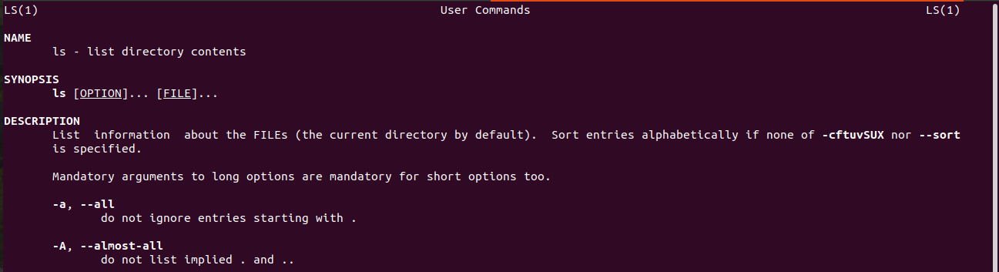 LS(1) User Commands LS(1)
NAME
ls - list directory contents
SYNOPSIS
ls [OPTION]... [FILE]...
DESCRIPTION
List  information  about the FILEs (the current directory by default).  Sort entries alphabetically if none of -cftuvSUX nor --sort
is specified.
Mandatory arguments to long options are mandatory for short options too.
-a, --all
do not ignore entries starting with .
-A, --almost-all
do not list implied . and ..